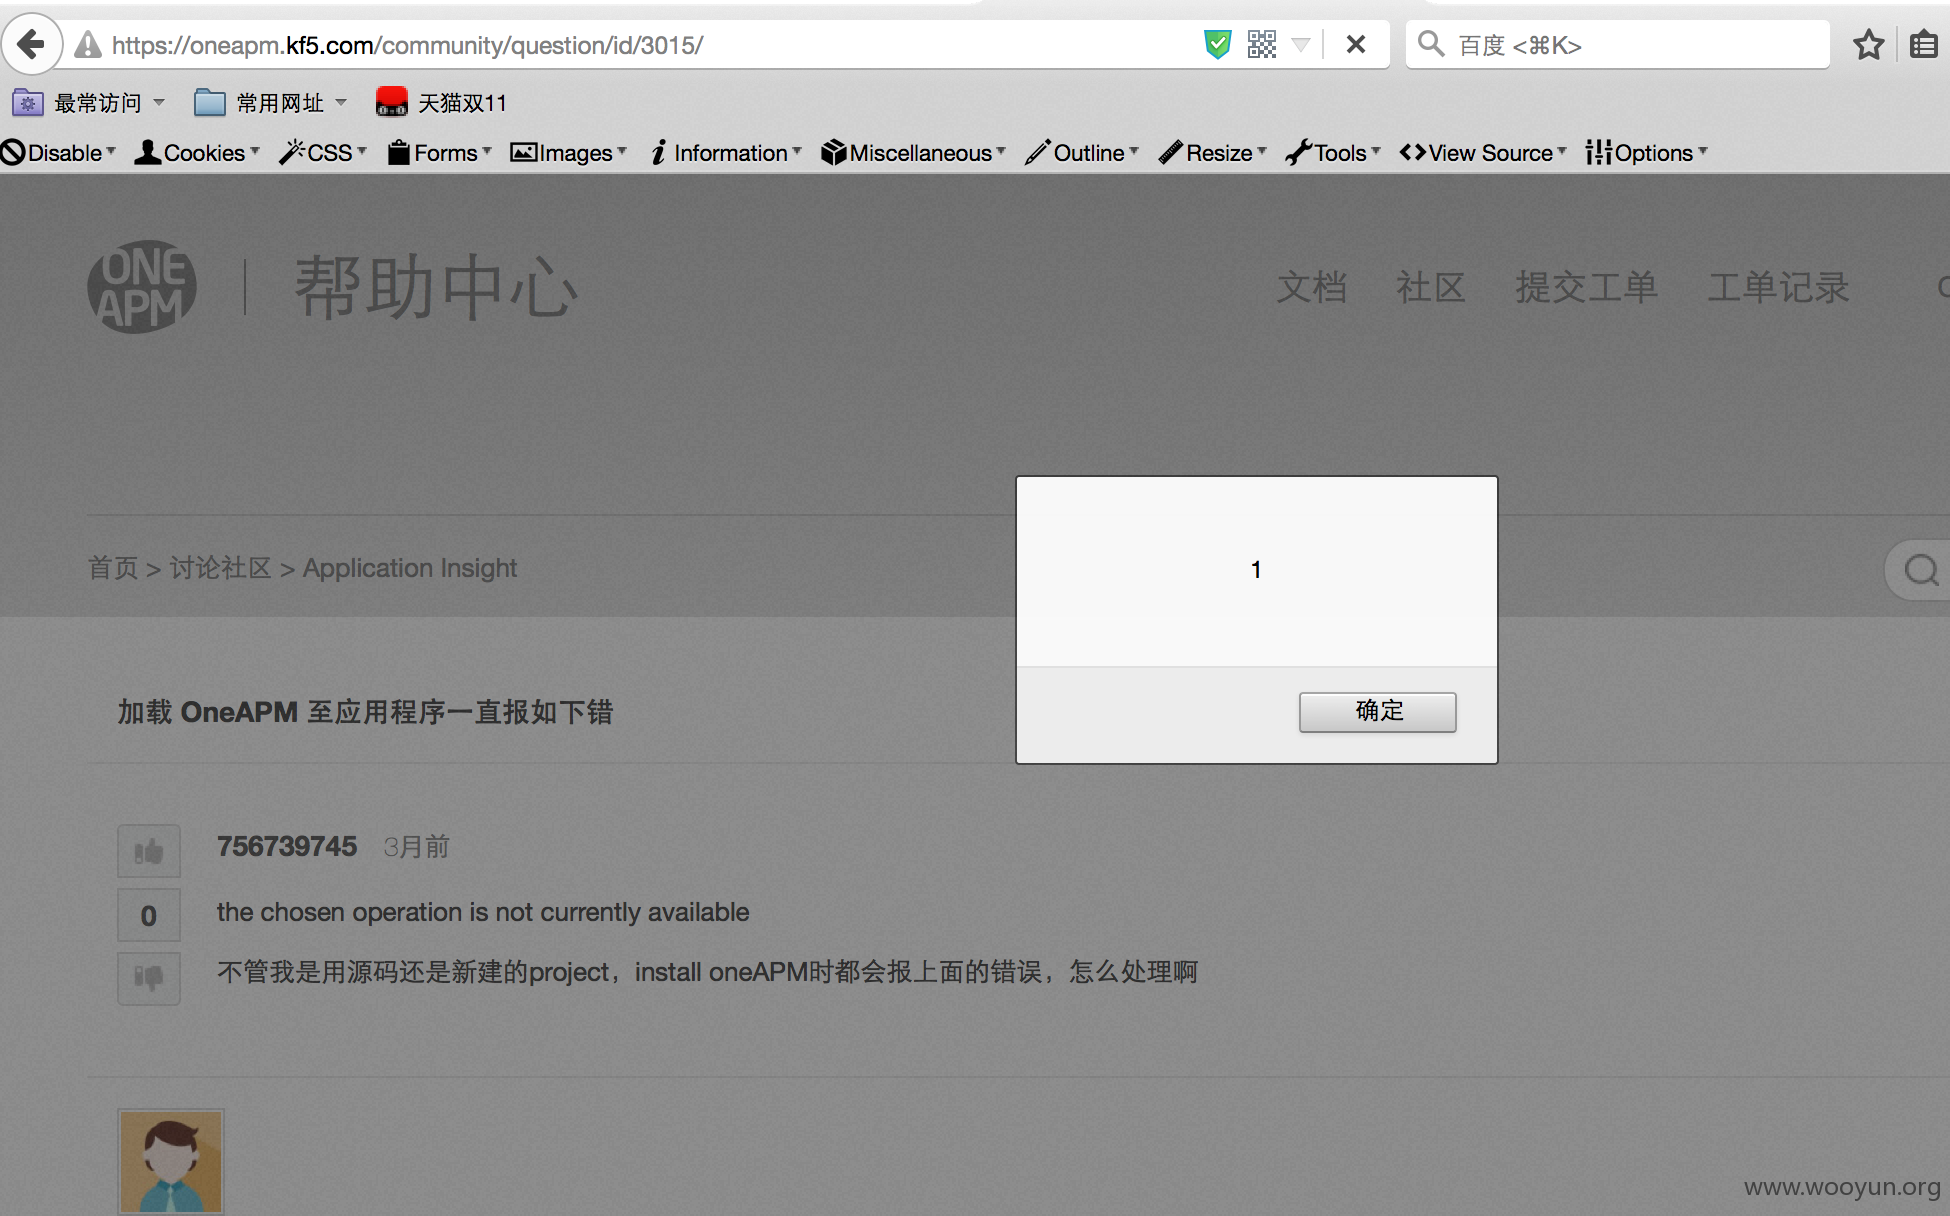 https://oneapm.kf5.com/community/question/id/3015/
百度 <⌘K>
最常访问 常用网址 天猫双11
Disable Cookies CSS Forms Images Information Miscellaneous Outline Resize Tools View Source Options
ONE
APM
帮助中心
文档 社区 提交工单 工单记录
首页 > 讨论社区 > Application Insight
1
确定
加载 OneAPM 至应用程序一直报如下错
756739745 3月前
0
the chosen operation is not currently available
不管我是用源码还是新建的project，install oneAPM时都会报上面的错误，怎么处理啊
www.wooyun.org